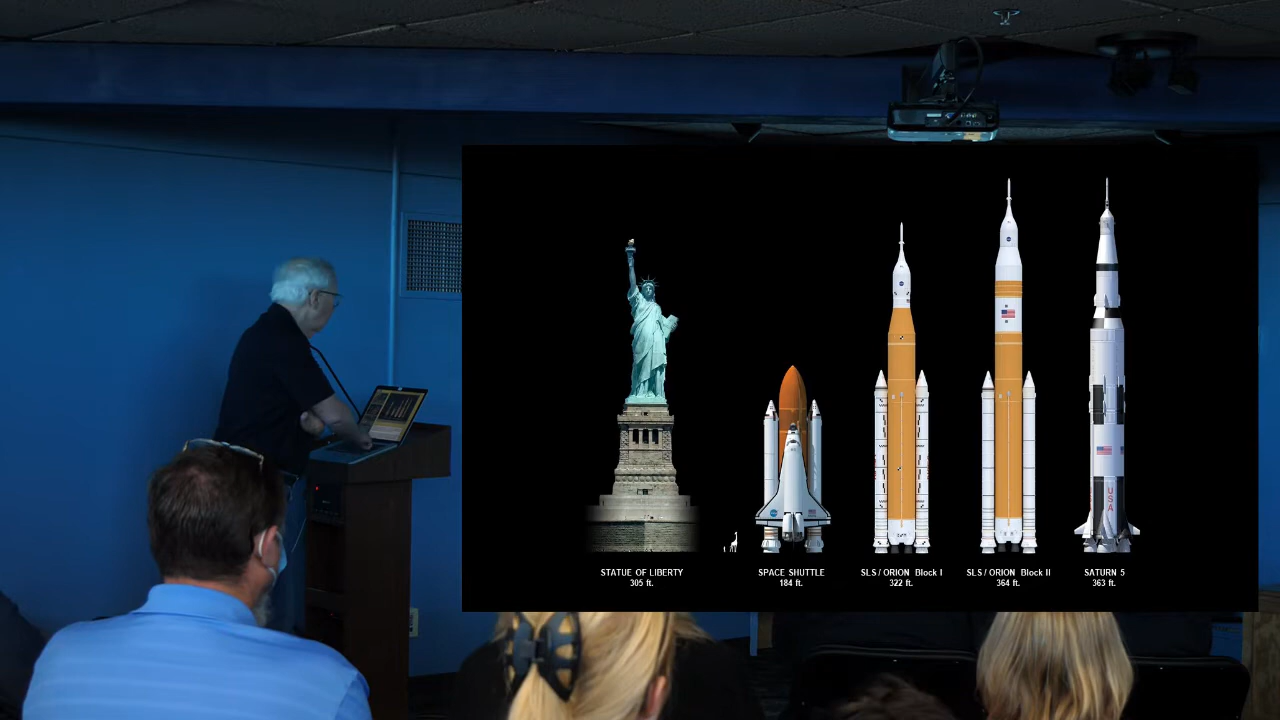 STATUE OF LIBERTY
305 ft.
SPACE SHUTTLE
184 ft.
SLS / ORION Block I
322 ft.
SLS / ORION Block II
364 ft.
SATURN 5
363 ft.
USA